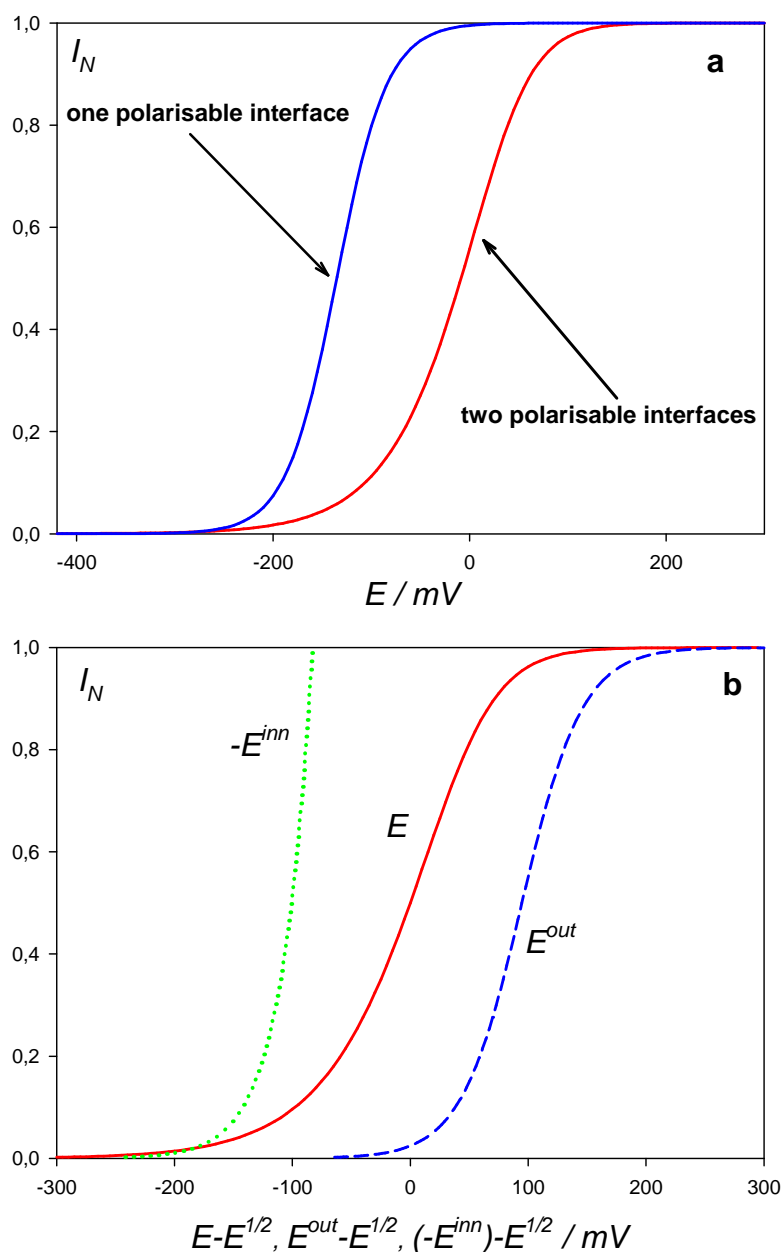 1,0
I_N
a
one polarisable interface
0,8
0,6
0,4
two polarisable interfaces
0,2
0,0
-400
-200
0
200
E / mV
1,0
I_N
b
-E^inn
0,8
E
0,6
E^out
0,4
0,2
0,0
-300
-200
-100
0
100
200
300
E-E^1/2, E^out-E^1/2, (-E^inn)-E^1/2 / mV